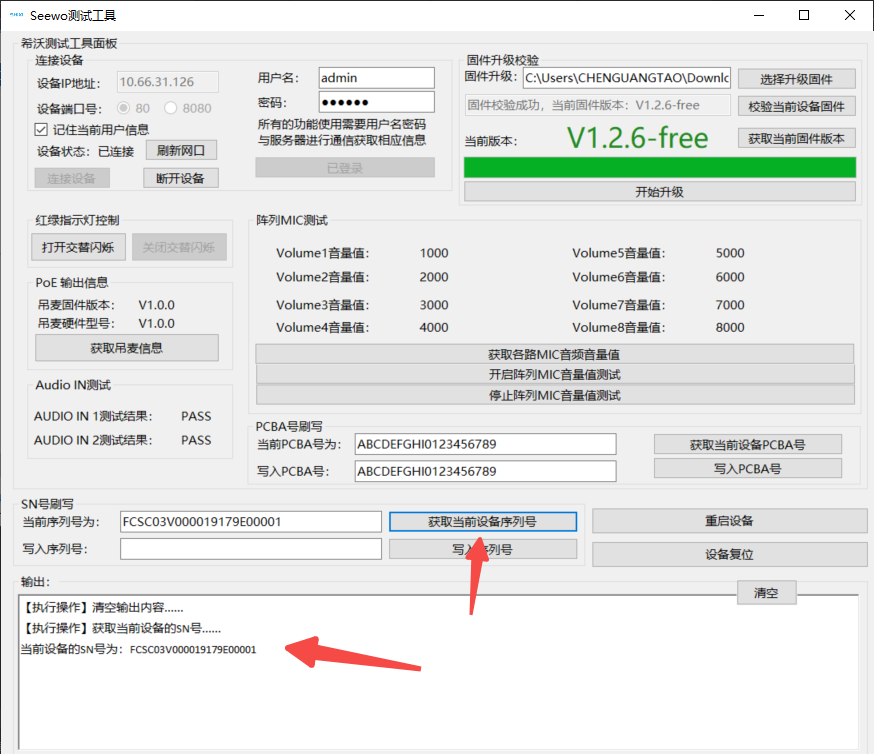 Seewo测试工具
希沃测试工具面板
连接设备
设备IP地址： 10.66.31.126
设备端口号： 80 8080
记住当前用户信息
设备状态： 已连接 刷新网口
连接设备 断开设备
用户名： admin
密码： ●●●●●●
所有的功能使用需要用户名密码
与服务器进行通信获取相应信息
已登录
固件升级校验
固件升级： C:\Users\CHENGUANGTAO\Downlc 选择升级固件
固件校验成功，当前固件版本：V1.2.6-free 校验当前设备固件
当前版本： V1.2.6-free 获取当前固件版本
开始升级
红绿指示灯控制
打开交替闪烁 关闭交替闪烁
PoE 输出信息
吊麦固件版本： V1.0.0
吊麦硬件型号： V1.0.0
获取吊麦信息
Audio IN测试
AUDIO IN 1测试结果： PASS
AUDIO IN 2测试结果： PASS
阵列MIC测试
Volume1音量值： 1000 Volume5音量值： 5000
Volume2音量值： 2000 Volume6音量值： 6000
Volume3音量值： 3000 Volume7音量值： 7000
Volume4音量值： 4000 Volume8音量值： 8000
获取各路MIC音频音量值
开启阵列MIC音量值测试
停止阵列MIC音量值测试
PCBA号刷写
当前PCBA号为： ABCDEFGHI0123456789 获取当前设备PCBA号
写入PCBA号： ABCDEFGHI0123456789 写入PCBA号
SN号刷写
当前序列号为： FCSC03V000019179E00001 获取当前设备序列号 重启设备
写入序列号： 写入序列号 设备复位
输出：
清空
【执行操作】清空输出内容......
【执行操作】获取当前设备的SN号......
当前设备的SN号为：FCSC03V000019179E00001